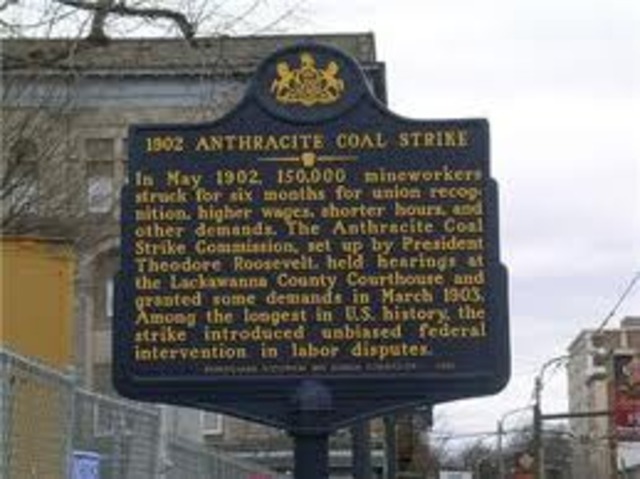 1902 ANTHRACITE COAL STRIKE
In May 1902, 150,000 mineworkers
struck for six months for union recog-
nition, higher wages, shorter hours, and
other demands. The Anthracite Coal
Strike Commission, set up by President
Theodore Roosevelt, held hearings at
the Lackawanna County Courthouse and
granted some demands in March 1903.
Among the longest in U.S. history, the
strike introduced unbiased federal
intervention in labor disputes.